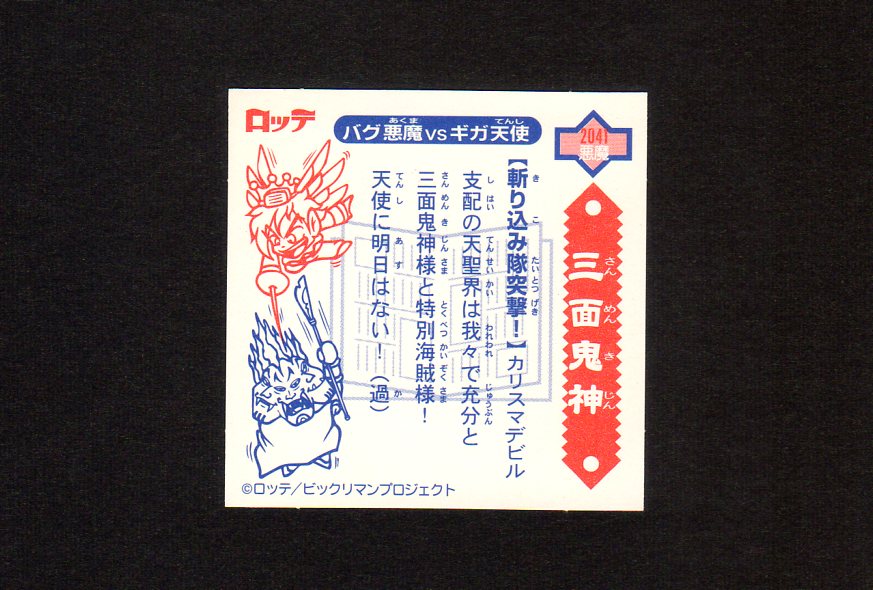 ロッテ
バグ悪魔VSギガ天使
2041
悪魔
三面鬼神
【斬り込み隊突撃！】カリスマデビル
支配の天聖界は我々で充分と
三面鬼神様と特別海賊様！
天使に明日はない！（過）
©ロッテ／ビックリマンプロジェクト